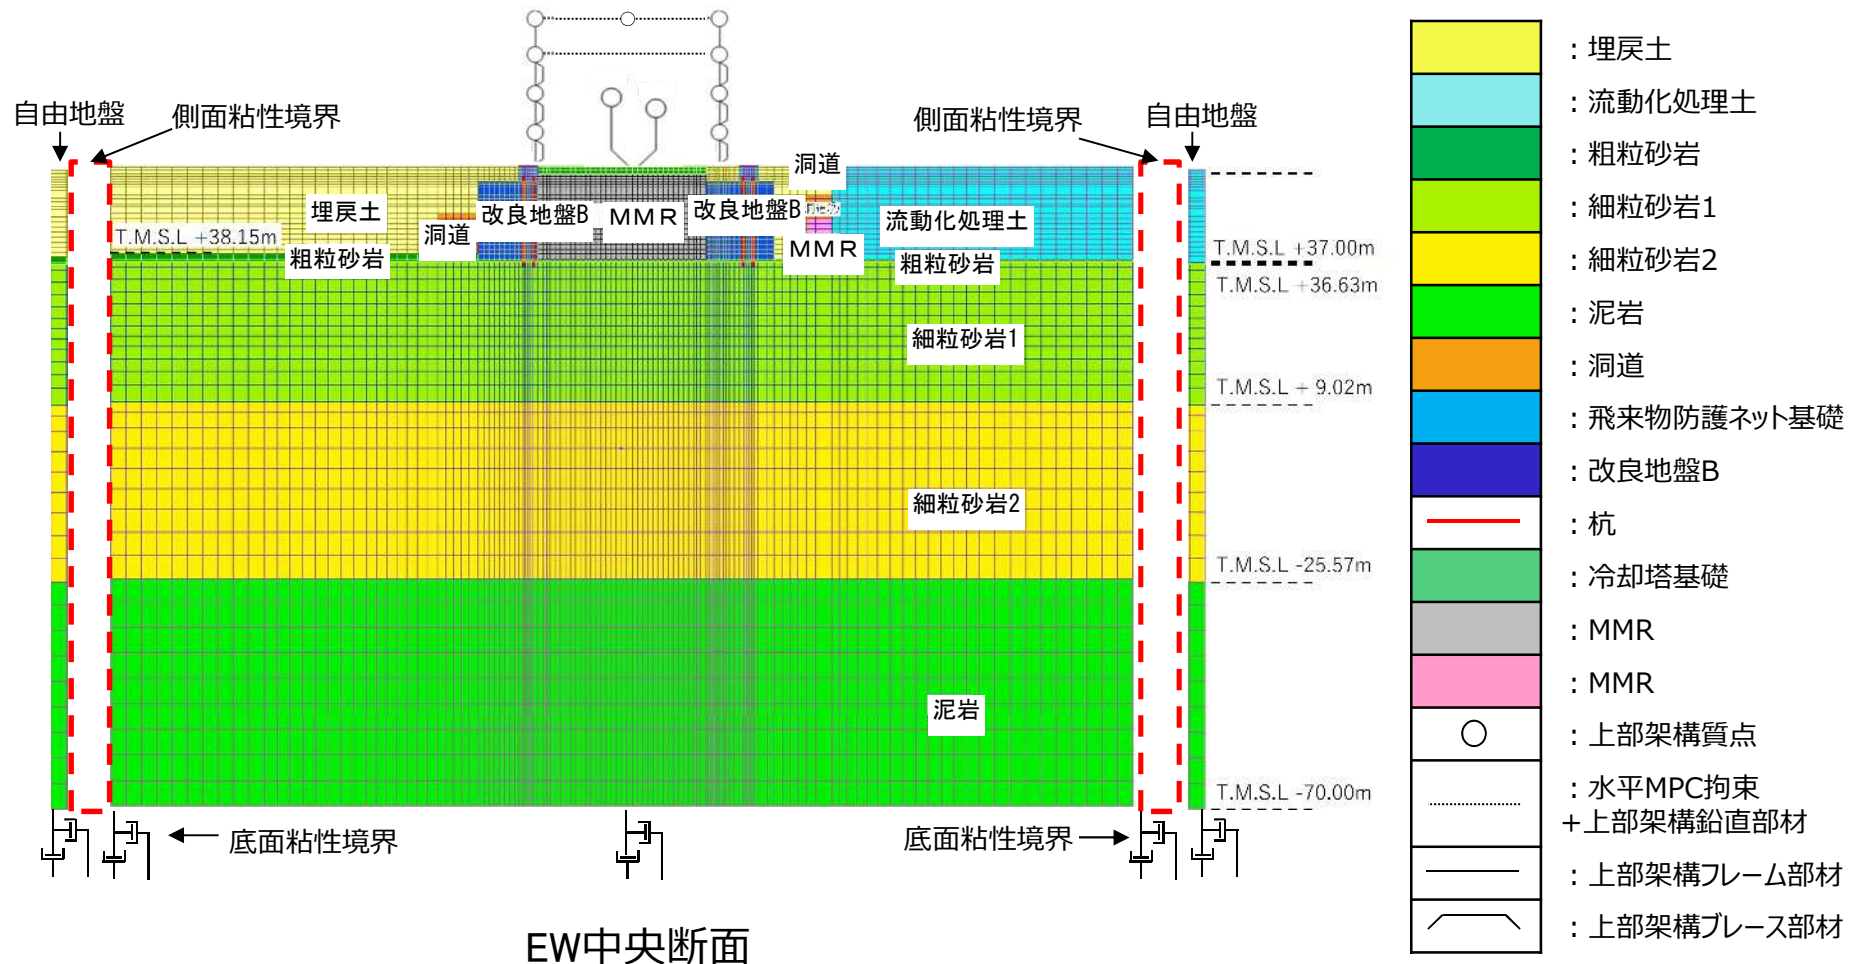 自由地盤
側面粘性境界
側面粘性境界
自由地盤
洞道
埋戻土
改良地盤B
MMR
改良地盤B
流動化処理土
洞道
T.M.S.L +38.15m
粗粒砂岩
MMR
粗粒砂岩
T.M.S.L +37.00m
T.M.S.L +36.63m
細粒砂岩1
T.M.S.L + 9.02m
細粒砂岩2
T.M.S.L -25.57m
泥岩
T.M.S.L -70.00m
底面粘性境界
底面粘性境界
EW中央断面
：埋戻土
：流動化処理土
：粗粒砂岩
：細粒砂岩1
：細粒砂岩2
：泥岩
：洞道
：飛来物防護ネット基礎
：改良地盤B
：杭
：冷却塔基礎
：MMR
：MMR
：上部架構質点
：水平MPC拘束
+上部架構鉛直部材
：上部架構フレーム部材
：上部架構ブレース部材